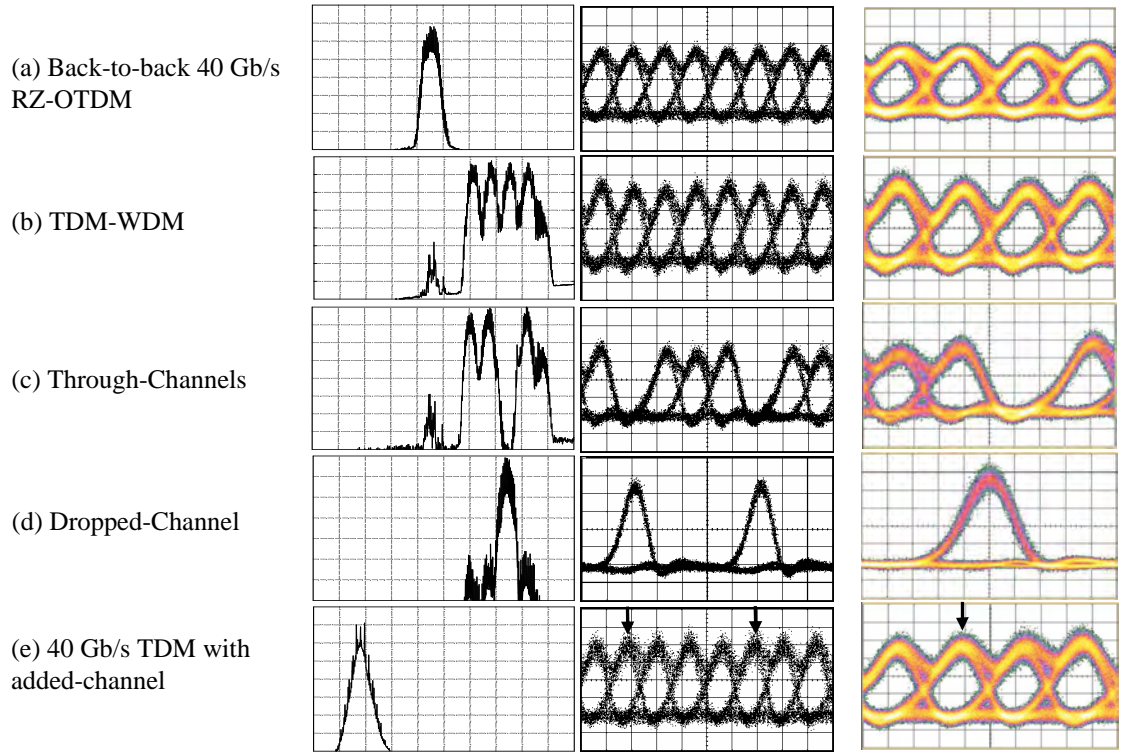 (a) Back-to-back 40 Gb/s
RZ-OTDM
(b) TDM-WDM
(c) Through-Channels
(d) Dropped-Channel
(e) 40 Gb/s TDM with
added-channel